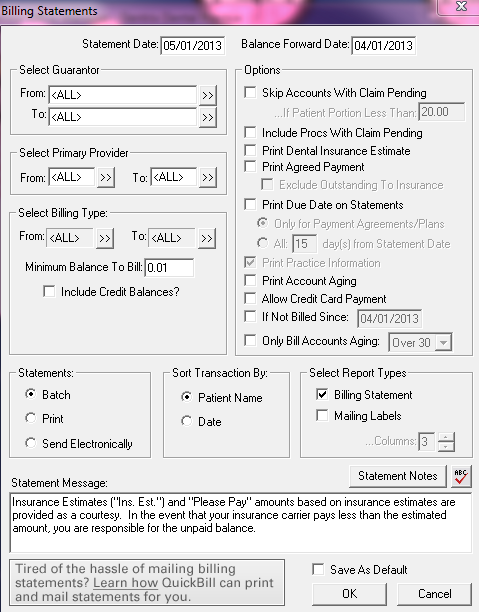 Billing Statements
Statement Date: 05/01/2013 Balance Forward Date: 04/01/2013
Select Guarantor
From: <ALL> >>
To: <ALL> >>
Select Primary Provider
From: <ALL> >> To: <ALL> >>
Select Billing Type:
From: <ALL> >> To: <ALL> >>
Minimum Balance To Bill: 0.01
Include Credit Balances?
Options
Skip Accounts With Claim Pending
...If Patient Portion Less Than: 20.00
Include Procs With Claim Pending
Print Dental Insurance Estimate
Print Agreed Payment
Exclude Outstanding To Insurance
Print Due Date on Statements
Only for Payment Agreements/Plans
All: 15 day(s) from Statement Date
Print Practice Information
Print Account Aging
Allow Credit Card Payment
If Not Billed Since: 04/01/2013
Only Bill Accounts Aging: Over 30
Statements:
Batch
Print
Send Electronically
Sort Transaction By:
Patient Name
Date
Select Report Types
Billing Statement
Mailing Labels
...Columns: 3
Statement Notes ABC
Statement Message:
Insurance Estimates ("Ins. Est.") and "Please Pay" amounts based on insurance estimates are
provided as a courtesy. In the event that your insurance carrier pays less than the estimated
amount, you are responsible for the unpaid balance.
Tired of the hassle of mailing billing
statements? Learn how QuickBill can print
and mail statements for you.
Save As Default
OK Cancel